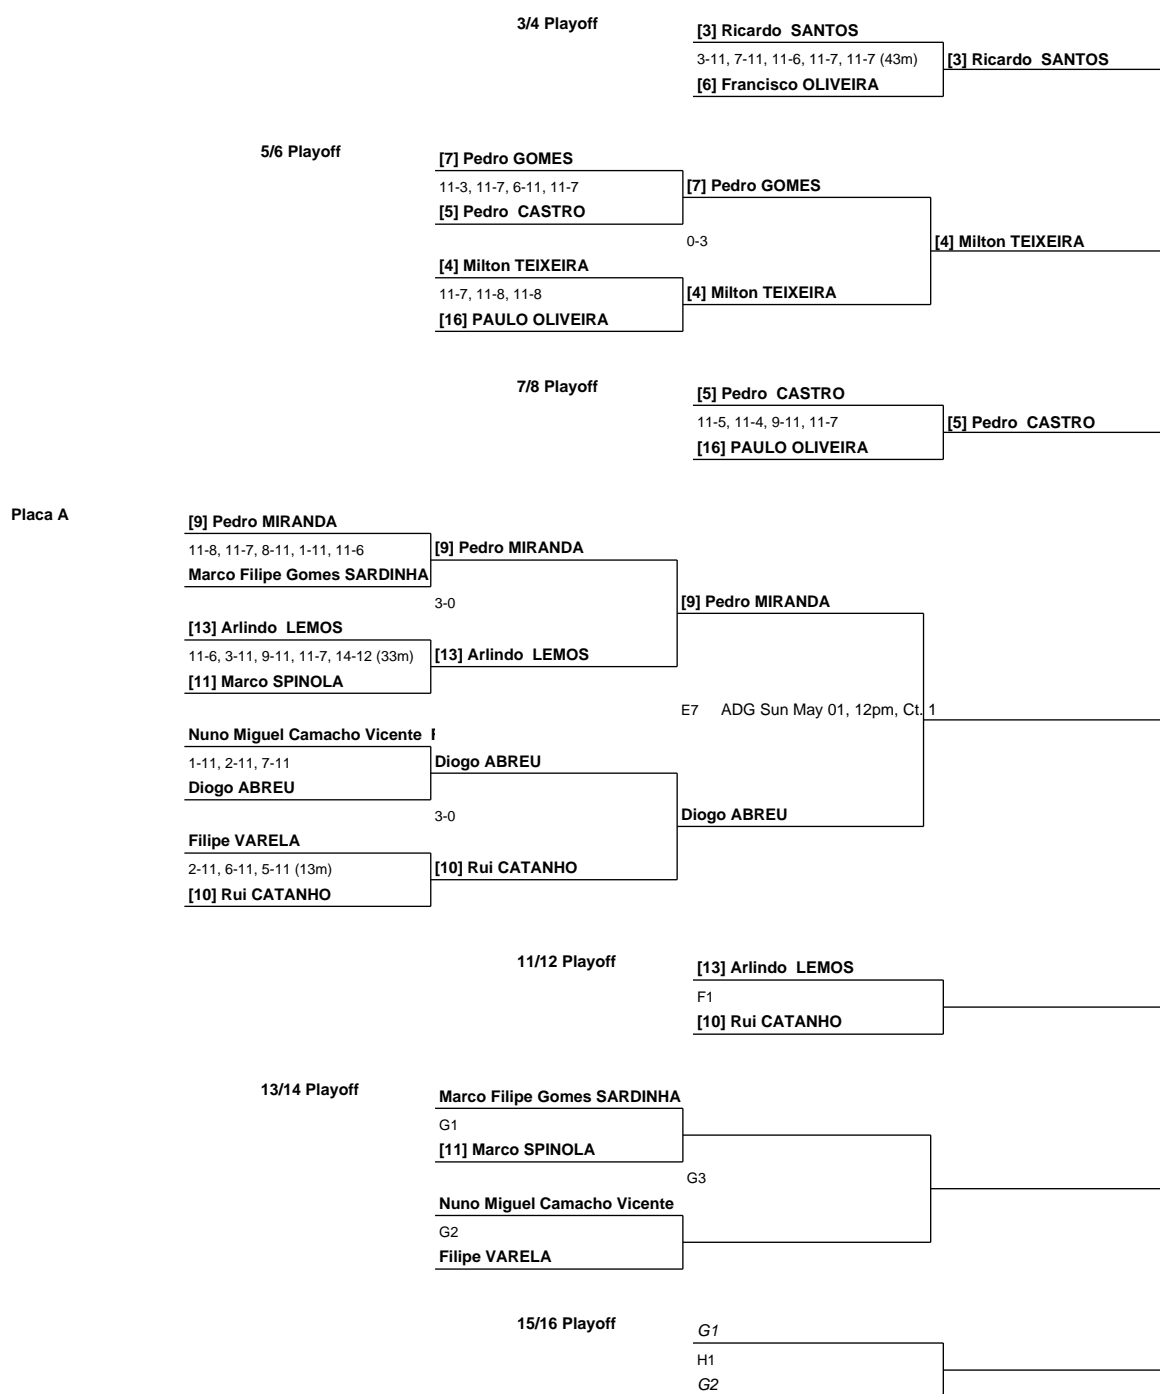 3/4 Playoff
[3] Ricardo SANTOS
3-11, 7-11, 11-6, 11-7, 11-7 (43m)
[3] Ricardo SANTOS
[6] Francisco OLIVEIRA
5/6 Playoff
[7] Pedro GOMES
11-3, 11-7, 6-11, 11-7
[7] Pedro GOMES
[5] Pedro CASTRO
0-3
[4] Milton TEIXEIRA
[4] Milton TEIXEIRA
11-7, 11-8, 11-8
[4] Milton TEIXEIRA
[16] PAULO OLIVEIRA
7/8 Playoff
[5] Pedro CASTRO
11-5, 11-4, 9-11, 11-7
[5] Pedro CASTRO
[16] PAULO OLIVEIRA
Placa A
[9] Pedro MIRANDA
11-8, 11-7, 8-11, 1-11, 11-6
[9] Pedro MIRANDA
Marco Filipe Gomes SARDINHA
3-0
[9] Pedro MIRANDA
[13] Arlindo LEMOS
11-6, 3-11, 9-11, 11-7, 14-12 (33m)
[13] Arlindo LEMOS
[11] Marco SPINOLA
E7 ADG Sun May 01, 12pm, Ct. 1
Nuno Miguel Camacho Vicente
1-11, 2-11, 7-11
Diogo ABREU
Diogo ABREU
3-0
Diogo ABREU
Filipe VARELA
2-11, 6-11, 5-11 (13m)
[10] Rui CATANHO
[10] Rui CATANHO
11/12 Playoff
[13] Arlindo LEMOS
F1
[10] Rui CATANHO
13/14 Playoff
Marco Filipe Gomes SARDINHA
G1
[11] Marco SPINOLA
G3
Nuno Miguel Camacho Vicente
G2
Filipe VARELA
15/16 Playoff
G1
H1
G2